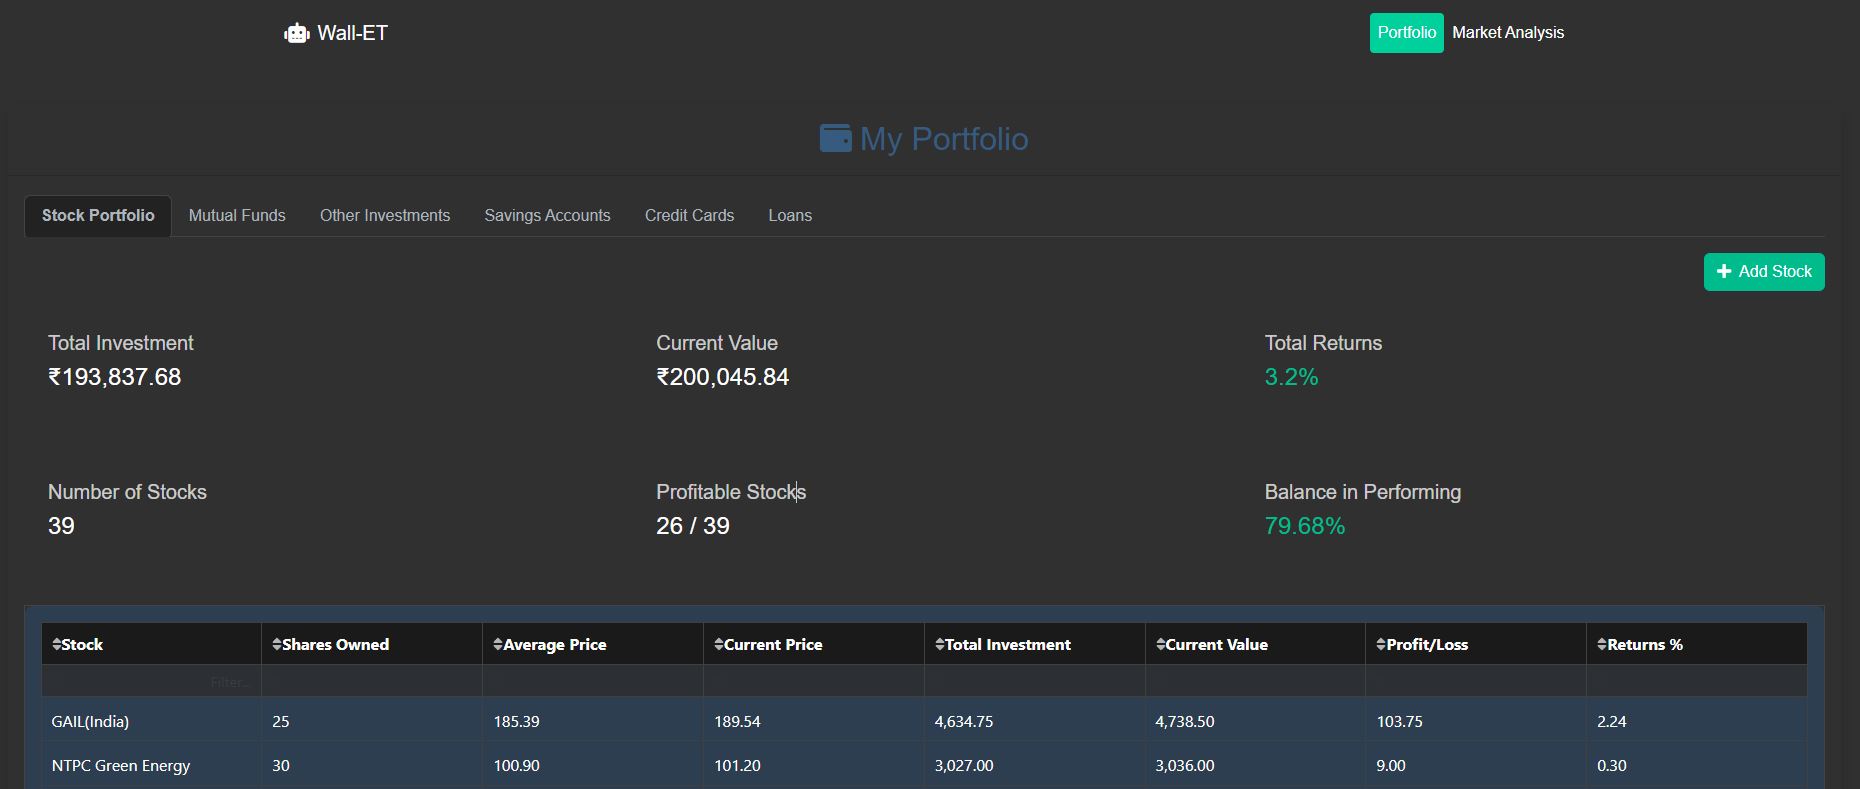 Wall-ET
Portfolio Market Analysis
My Portfolio
Stock Portfolio Mutual Funds Other Investments Savings Accounts Credit Cards Loans
Add Stock
Total Investment Current Value Total Returns
₹193,837.68 ₹200,045.84 3.2%
Number of Stocks Profitable Stocks Balance in Performing
39 26 / 39 79.68%
Stock Shares Owned Average Price Current Price Total Investment Current Value Profit/Loss Returns %
Filter...
GAIL(India) 25 185.39 189.54 4,634.75 4,738.50 103.75 2.24
NTPC Green Energy 30 100.90 101.20 3,027.00 3,036.00 9.00 0.30